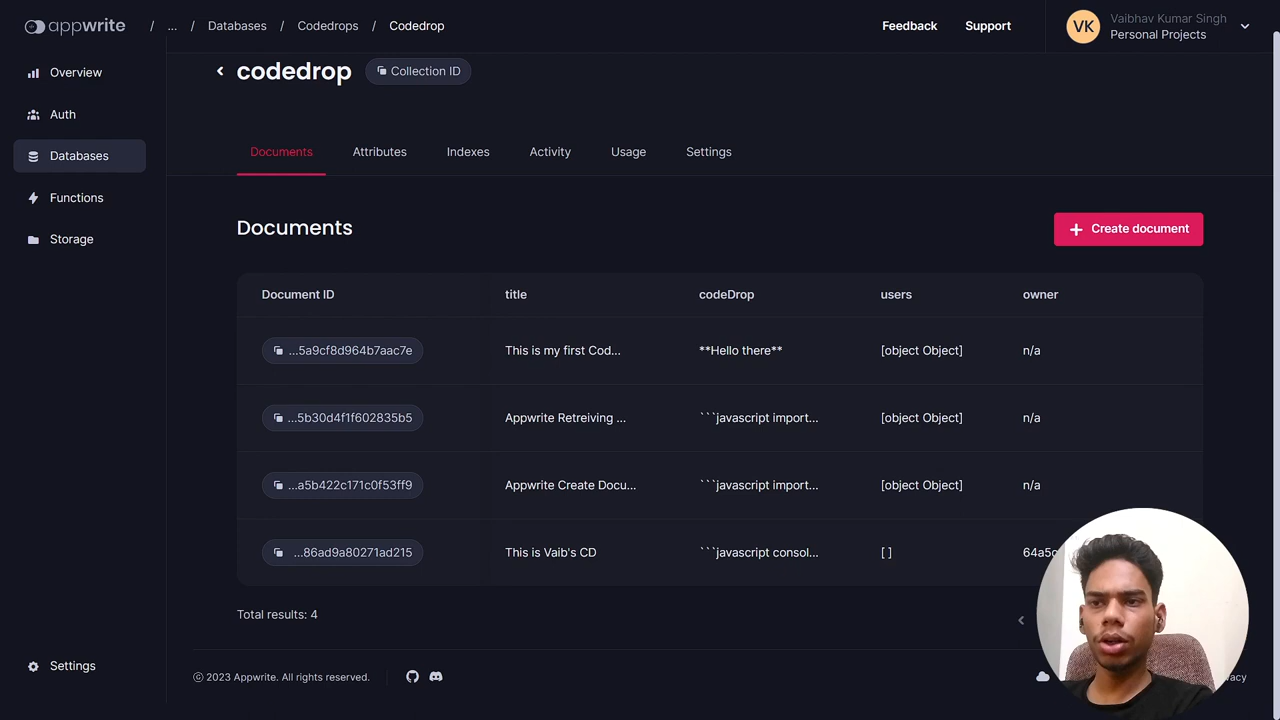 appwrite / ... / Databases / Codedrops / Codedrop
Feedback Support
VK Vaibhav Kumar Singh
Personal Projects
Overview
Auth
Databases
Functions
Storage
Settings
codedrop Collection ID
Documents Attributes Indexes Activity Usage Settings
Documents
+ Create document
Document ID title codeDrop users owner
...5a9cf8d964b7aac7e This is my first Cod... **Hello there** [object Object] n/a
...5b30d4f1f602835b5 Appwrite Retreiving ... ```javascript import... [object Object] n/a
...a5b422c171c0f53ff9 Appwrite Create Docu... ```javascript import... [object Object] n/a
...86ad9a80271ad215 This is Vaib's CD ```javascript consol... [ ]
Total results: 4
© 2023 Appwrite. All rights reserved.